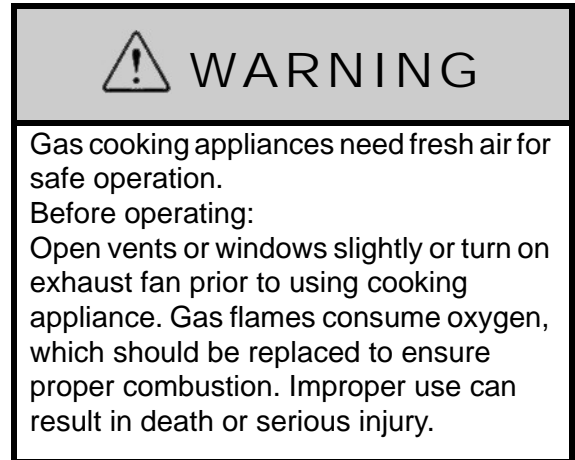 WARNING
Gas cooking appliances need fresh air for
safe operation.
Before operating:
Open vents or windows slightly or turn on
exhaust fan prior to using cooking
appliance. Gas flames consume oxygen,
which should be replaced to ensure
proper combustion. Improper use can
result in death or serious injury.